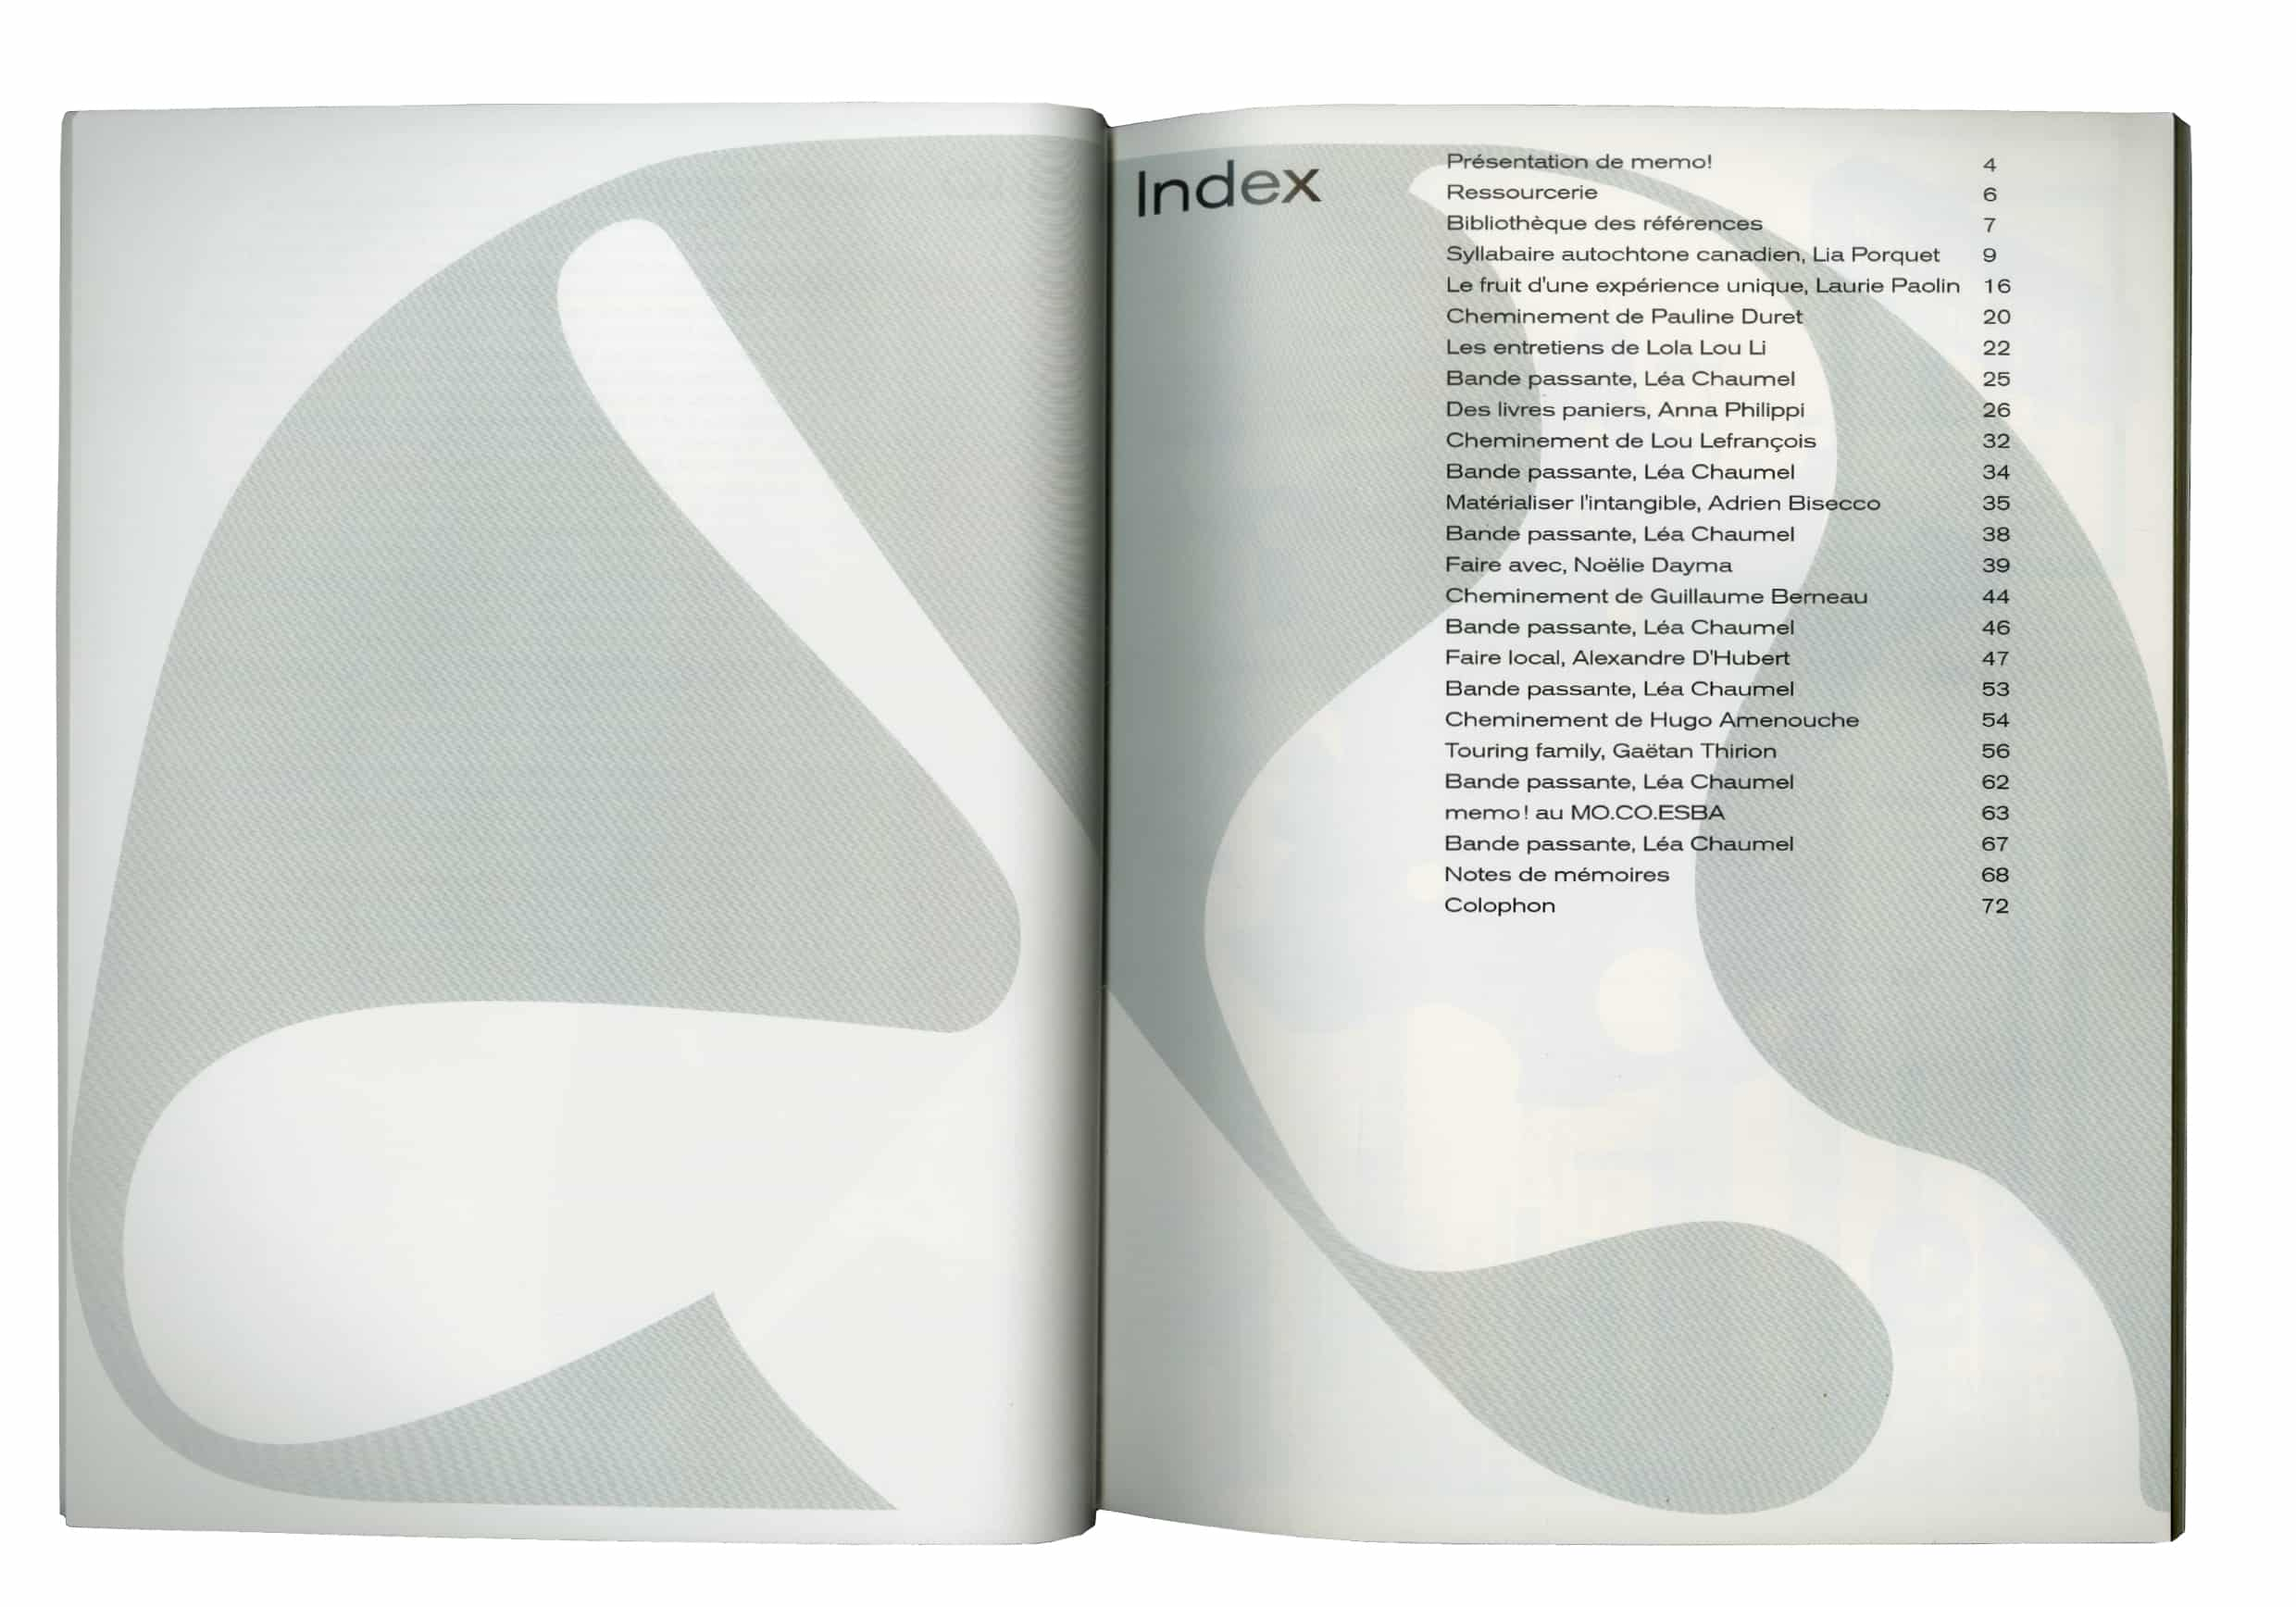 Index
Présentation de memo! 4
Ressourcerie 6
Bibliothèque des références 7
Syllabaire autochtone canadien, Lia Porquet 9
Le fruit d'une expérience unique, Laurie Paolin 16
Cheminement de Pauline Duret 20
Les entretiens de Lola Lou Li 22
Bande passante, Léa Chaumel 25
Des livres paniers, Anna Philippi 26
Cheminement de Lou Lefrançois 32
Bande passante, Léa Chaumel 34
Matérialiser l'intangible, Adrien Bisecco 35
Bande passante, Léa Chaumel 38
Faire avec, Noëlie Dayma 39
Cheminement de Guillaume Berneau 44
Bande passante, Léa Chaumel 46
Faire local, Alexandre D'Hubert 47
Bande passante, Léa Chaumel 53
Cheminement de Hugo Amenouche 54
Touring family, Gaëtan Thirion 56
Bande passante, Léa Chaumel 62
memo! au MO.CO.ESBA 63
Bande passante, Léa Chaumel 67
Notes de mémoires 68
Colophon 72